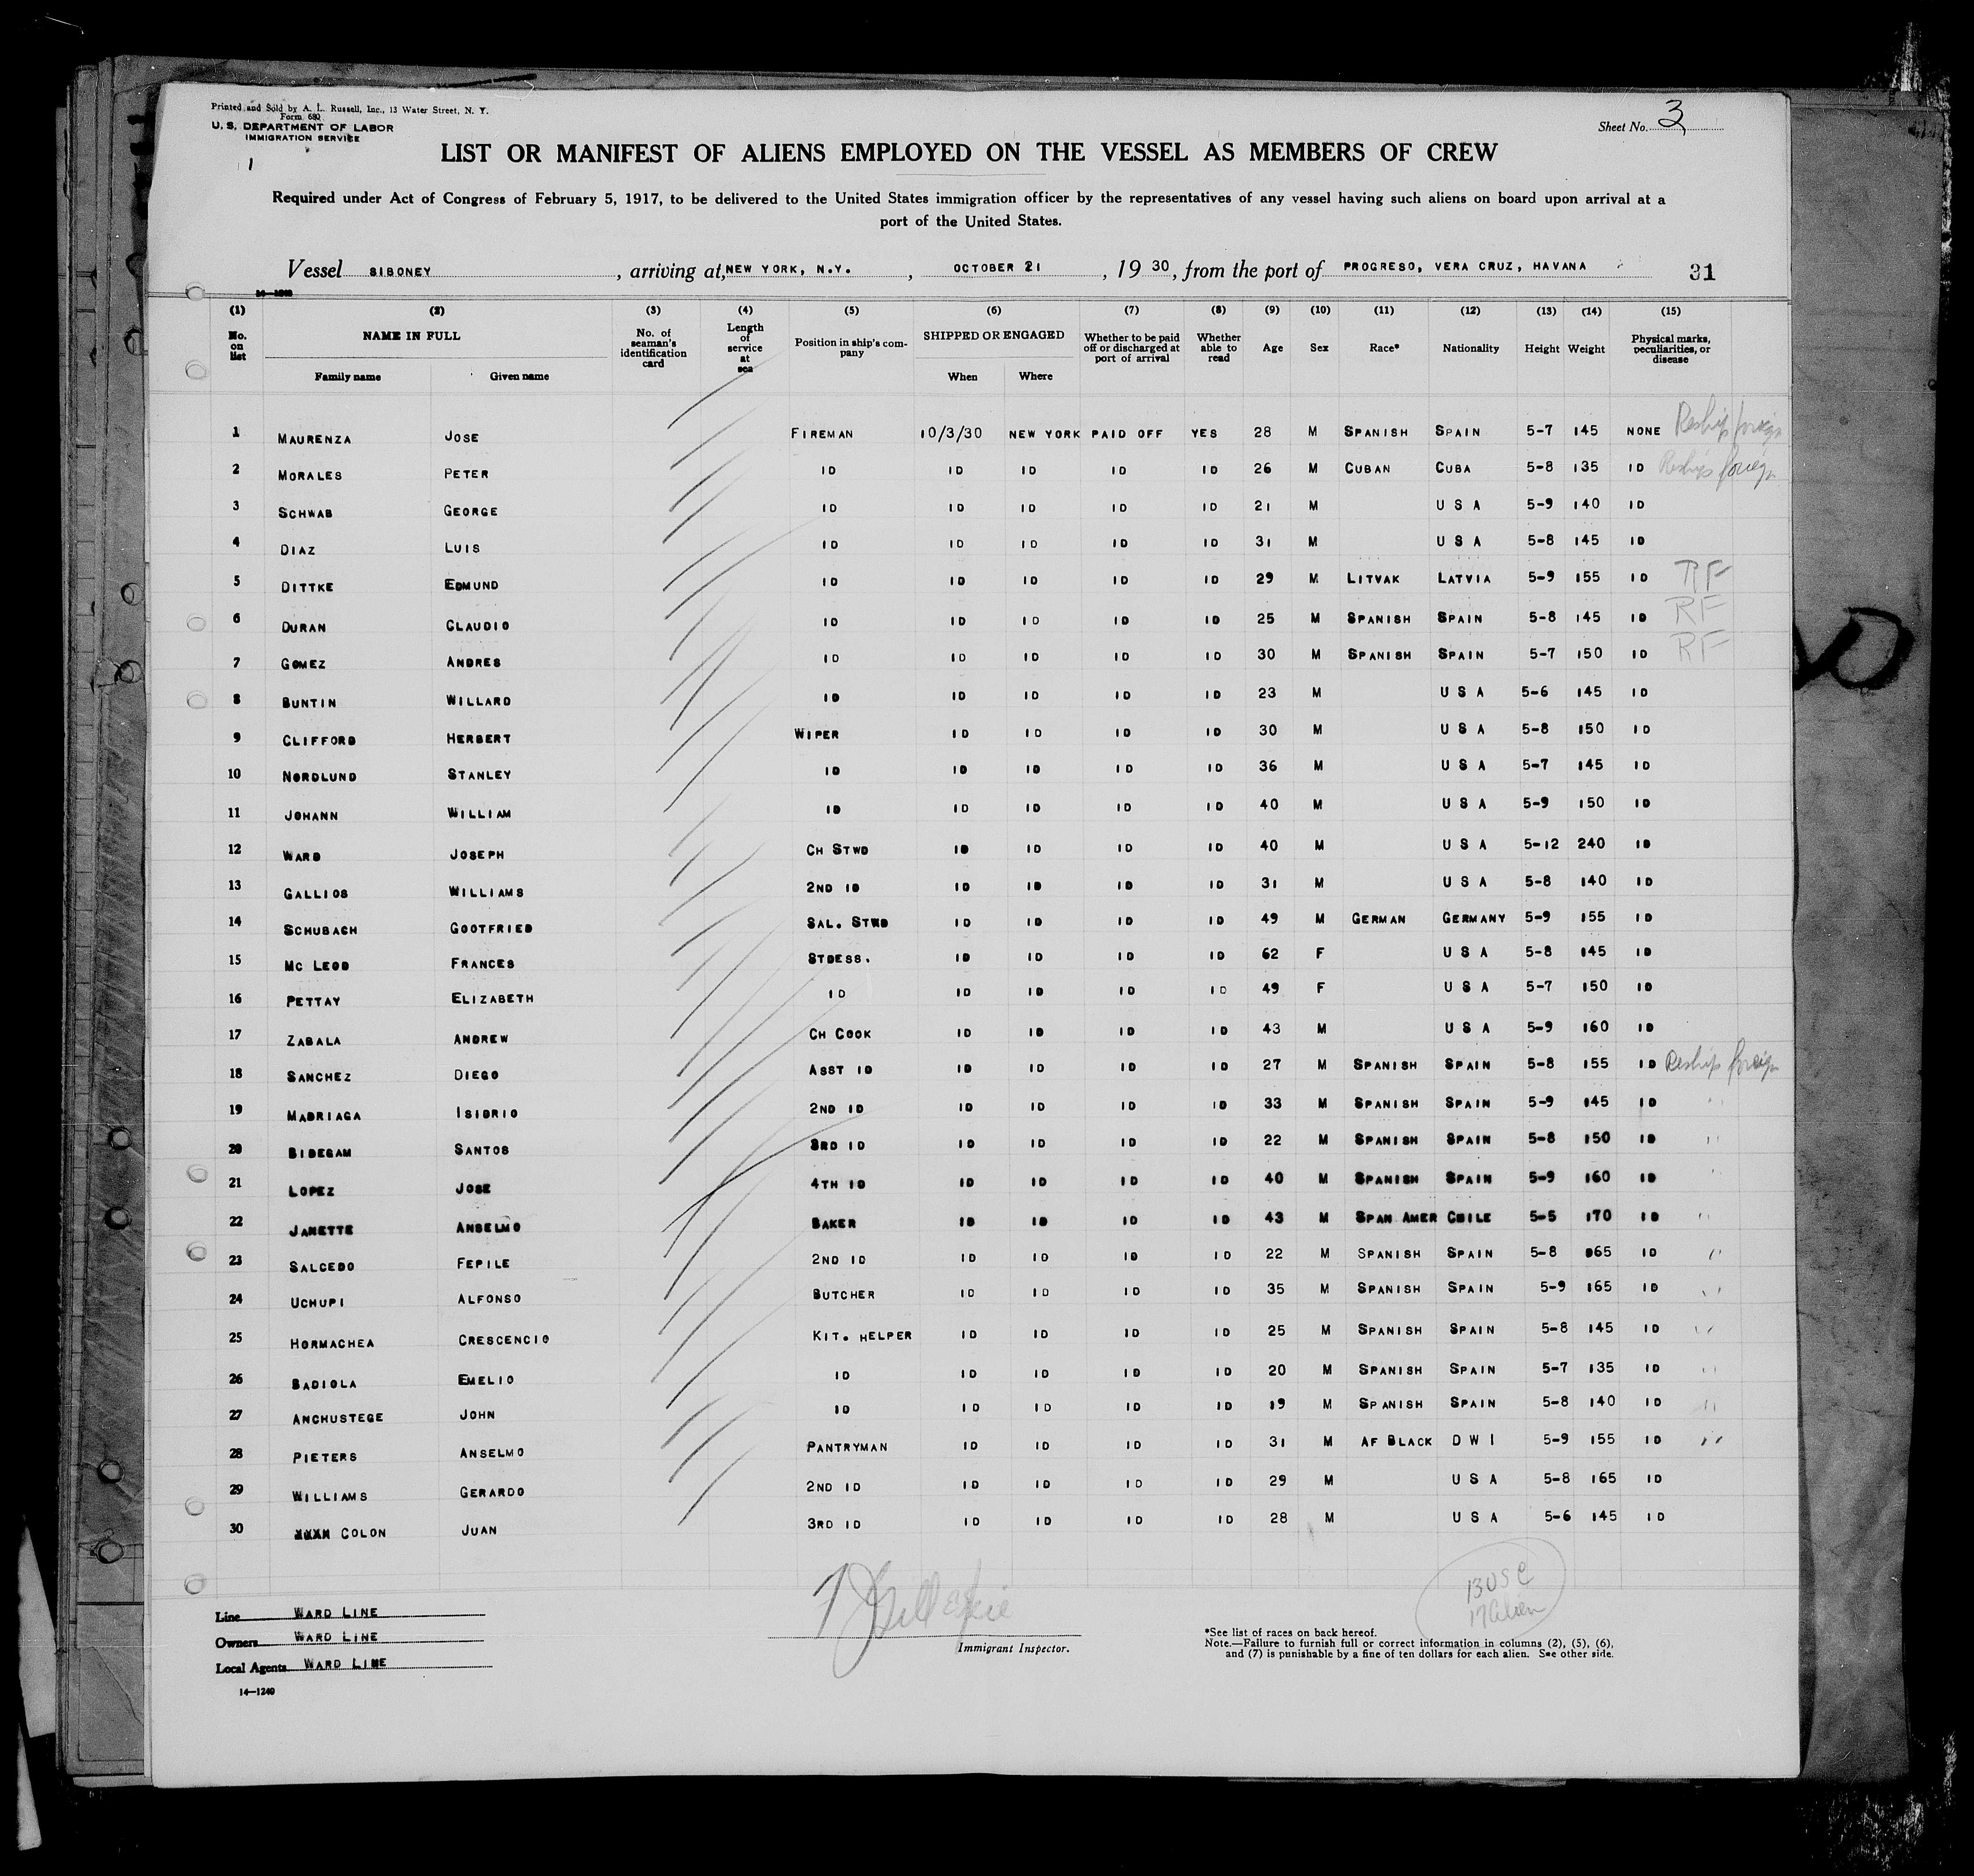 Printed and Sold by A. L. Russell, Inc., 13 Water Street, N. Y.
Form 680
U. S. DEPARTMENT OF LABOR
IMMIGRATION SERVICE
1
Sheet No. 3
LIST OR MANIFEST OF ALIENS EMPLOYED ON THE VESSEL AS MEMBERS OF CREW
Required under Act of Congress of February 5, 1917, to be delivered to the United States immigration officer by the representatives of any vessel having such aliens on board upon arrival at a
port of the United States.
Vessel SIBONEY, arriving at, NEW YORK, N.Y., OCTOBER 21, 19 30, from the port of PROGRESO, VERA CRUZ, HAVANA 31
(1) (2) (3) (4) (5) (6) (7) (8) (9) (10) (11) (12) (13) (14) (15)
No. on list NAME IN FULL Family name Given name No. of seaman's identification card Length of service at sea Position in ship's company SHIPPED OR ENGAGED When Where Whether to be paid off or discharged at port of arrival Whether able to read Age Sex Race* Nationality Height Weight Physical marks, peculiarities, or disease
1 MAURENZA JOSE FIREMAN 10/3/30 NEW YORK PAID OFF YES 28 M SPANISH SPAIN 5-7 145 NONE Reship foreign
2 MORALES PETER ID ID ID ID ID 26 M CUBAN CUBA 5-8 135 ID Reship foreign
3 SCHWAB GEORGE ID ID ID ID ID 21 M U S A 5-9 140 ID
4 DIAZ LUIS ID ID ID ID ID 31 M U S A 5-8 145 ID
5 DITTKE EDMUND ID ID ID ID ID 29 M LITVAK LATVIA 5-9 155 ID RF
6 DURAN CLAUDIO ID ID ID ID ID 25 M SPANISH SPAIN 5-8 145 ID RF
7 GOMEZ ANDRES ID ID ID ID ID 30 M SPANISH SPAIN 5-7 150 ID RF
8 BUNTIN WILLARD ID ID ID ID ID 23 M U S A 5-6 145 ID
9 CLIFFORD HERBERT WIPER ID ID ID ID 30 M U S A 5-8 150 ID
10 NORDLUND STANLEY ID ID ID ID ID 36 M U S A 5-7 145 ID
11 JOHANN WILLIAM ID ID ID ID ID 40 M U S A 5-9 150 ID
12 WARD JOSEPH CH STWD ID ID ID ID 40 M U S A 5-12 240 ID
13 GALLIOS WILLIAMS 2ND ID ID ID ID ID 31 M U S A 5-8 140 ID
14 SCHUBACH GOOTFRIED SAL. STWD ID ID ID ID 49 M GERMAN GERMANY 5-9 155 ID
15 MC LEOD FRANCES STDESS. ID ID ID ID 62 F U S A 5-8 145 ID
16 PETTAY ELIZABETH ID ID ID ID ID 49 F U S A 5-7 150 ID
17 ZABALA ANDREW CH COOK ID ID ID ID 43 M U S A 5-9 160 ID
18 SANCHEZ DIEGO ASST ID ID ID ID ID 27 M SPANISH SPAIN 5-8 155 ID Reship foreign
19 MADRIAGA ISIDRIO 2ND ID ID ID ID ID 33 M SPANISH SPAIN 5-9 145 ID "
20 BIDEGAM SANTOS 3RD ID ID ID ID ID 22 M SPANISH SPAIN 5-8 150 ID "
21 LOPEZ JOSE 4TH ID ID ID ID ID 40 M SPANISH SPAIN 5-9 160 ID "
22 JANETTE ANSELMO BAKER ID ID ID ID 43 M SPAN AMER CHILE 5-5 170 ID "
23 SALCEDO FEPILE 2ND ID ID ID ID ID 22 M SPANISH SPAIN 5-8 165 ID "
24 UCHUPI ALFONSO BUTCHER ID ID ID ID 35 M SPANISH SPAIN 5-9 165 ID "
25 HORMACHEA CRESCENCIO KIT. HELPER ID ID ID ID 25 M SPANISH SPAIN 5-8 145 ID "
26 BADIOLA EMELIO ID ID ID ID ID 20 M SPANISH SPAIN 5-7 135 ID "
27 ANCHUSTEGE JOHN ID ID ID ID ID 19 M SPANISH SPAIN 5-8 140 ID "
28 PIETERS ANSELMO PANTRYMAN ID ID ID ID 31 M AF BLACK D W I 5-9 155 ID "
29 WILLIAMS GERARDO 2ND ID ID ID ID ID 29 M U S A 5-8 165 ID
30 COLON JUAN 3RD ID ID ID ID ID 28 M U S A 5-6 145 ID
13 USC
17 alien
Line WARD LINE
Owners WARD LINE
Local Agents WARD LINE
14—1240
Immigrant Inspector.
*See list of races on back hereof.
Note.—Failure to furnish full or correct information in columns (2), (5), (6),
and (7) is punishable by a fine of ten dollars for each alien. See other side.